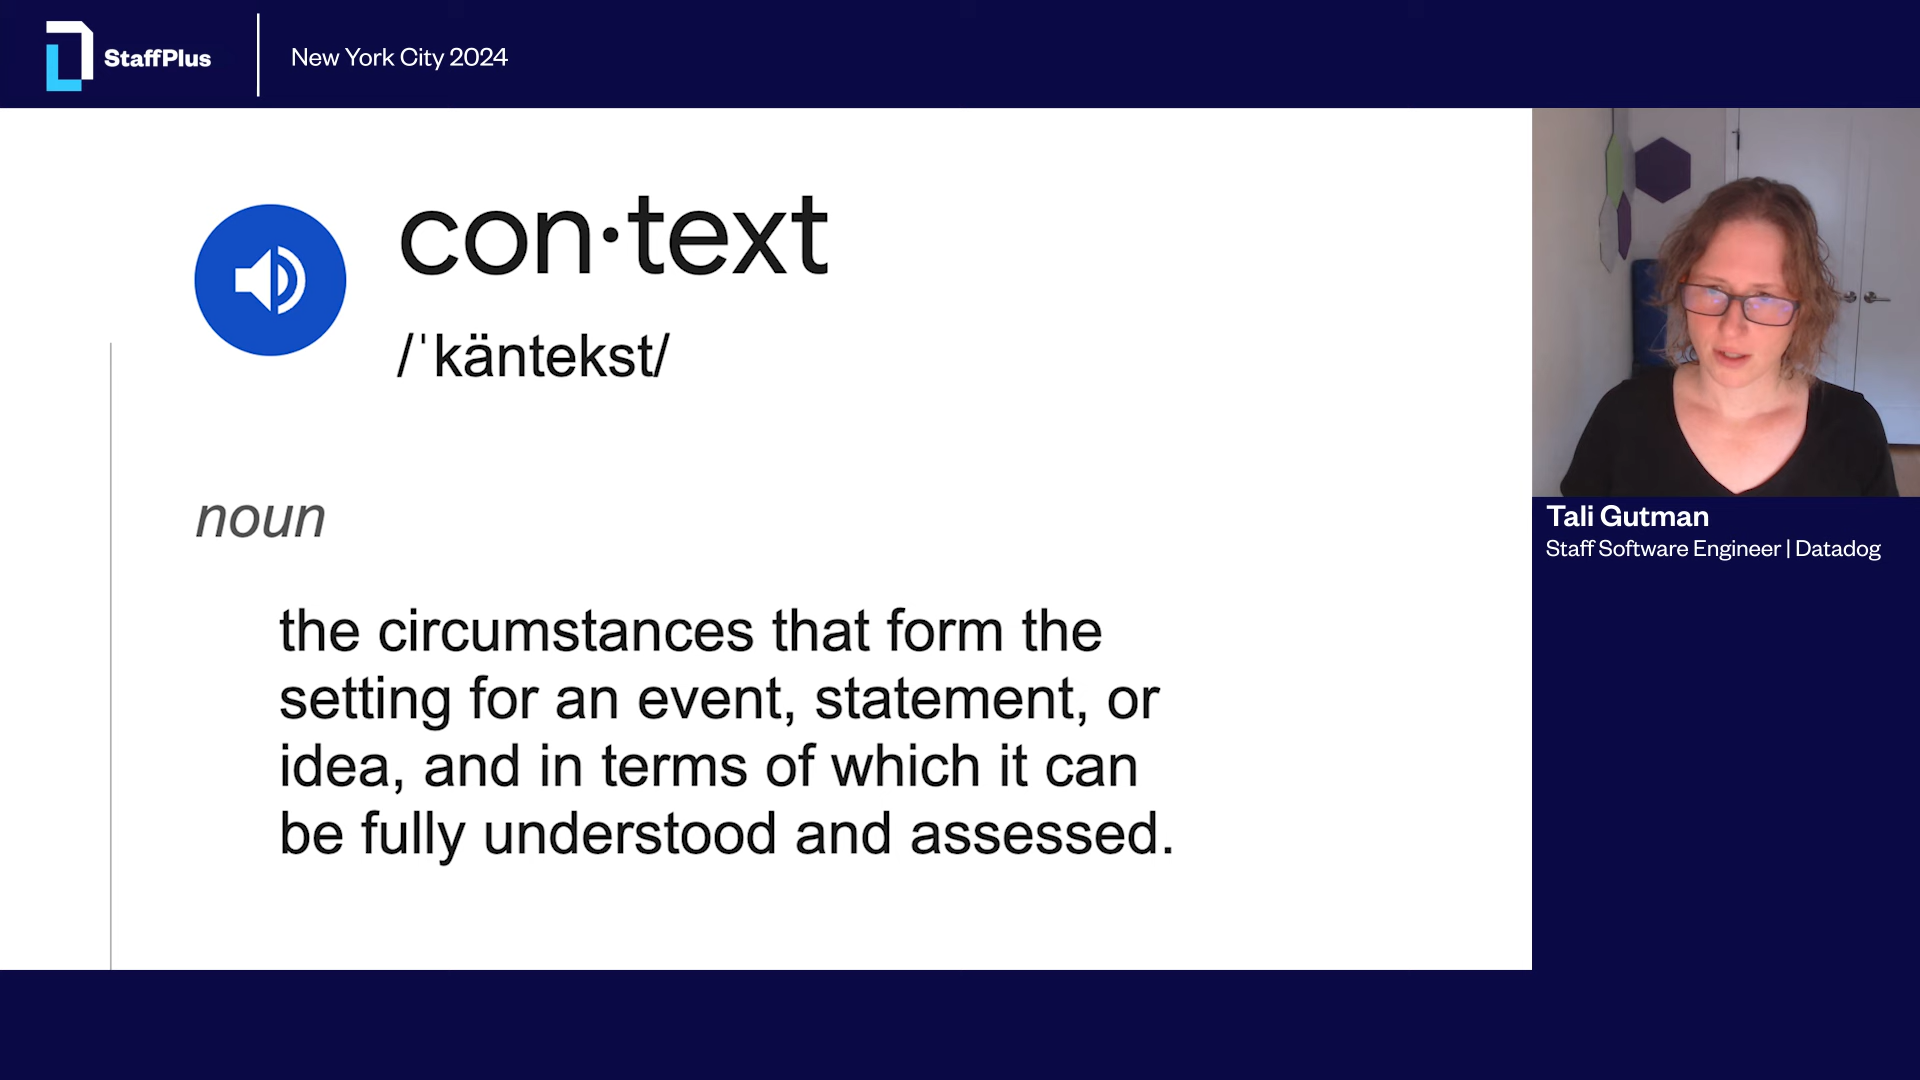 StaffPlus
New York City 2024
con·text
/ˈkäntekst/
noun
the circumstances that form the
setting for an event, statement, or
idea, and in terms of which it can
be fully understood and assessed.
Tali Gutman
Staff Software Engineer | Datadog